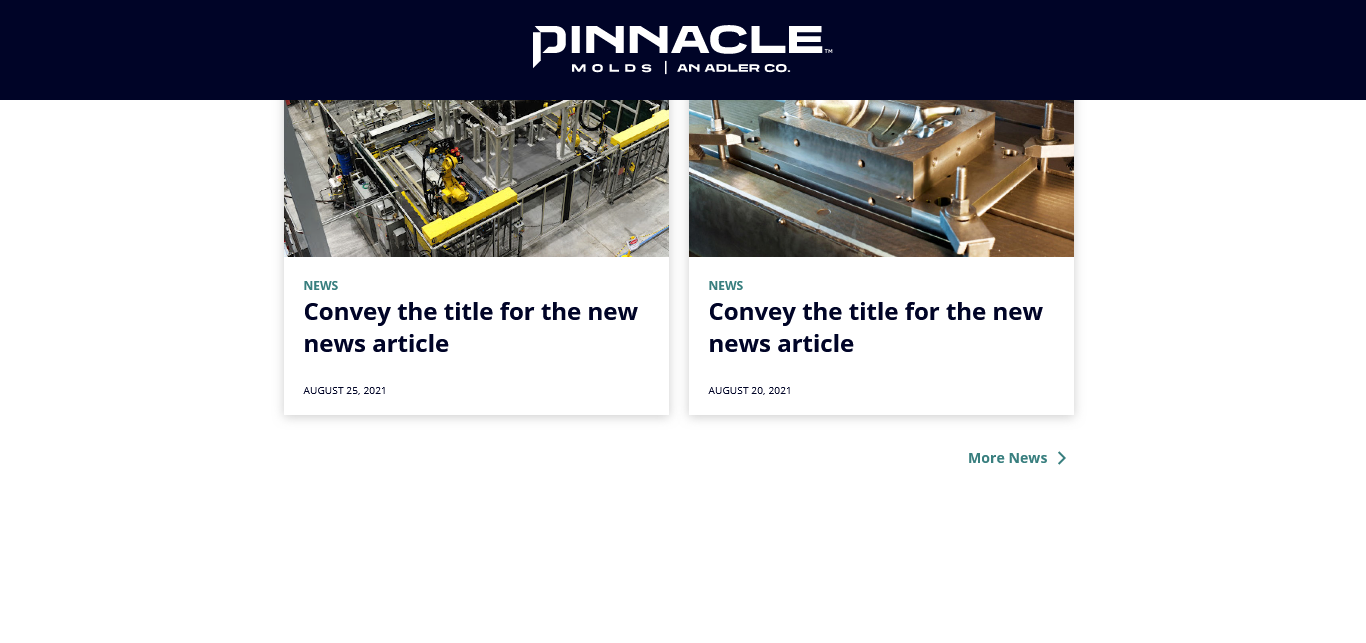 PINNACLE™
MOLDS | AN ADLER CO.
NEWS
Convey the title for the new
news article
AUGUST 25, 2021
NEWS
Convey the title for the new
news article
AUGUST 20, 2021
More News